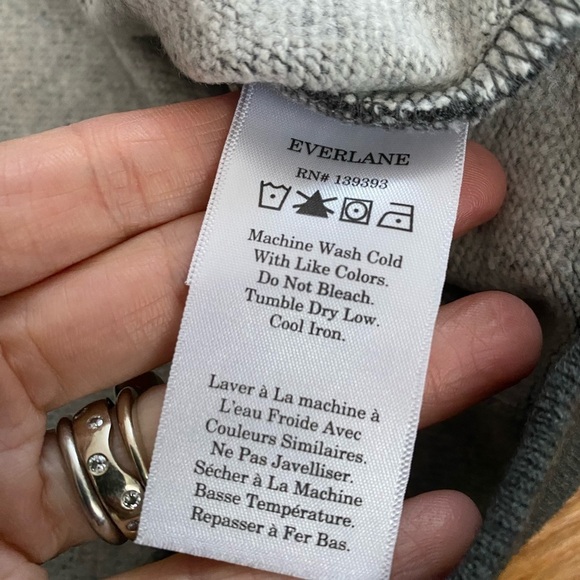 EVERLANE
RN# 139393
Machine Wash Cold
With Like Colors.
Do Not Bleach.
Tumble Dry Low.
Cool Iron.
Laver à La machine à
L'eau Froide Avec
Couleurs Similaires.
Ne Pas Javelliser.
Sécher à La Machine
Basse Température.
Repasser à Fer Bas.